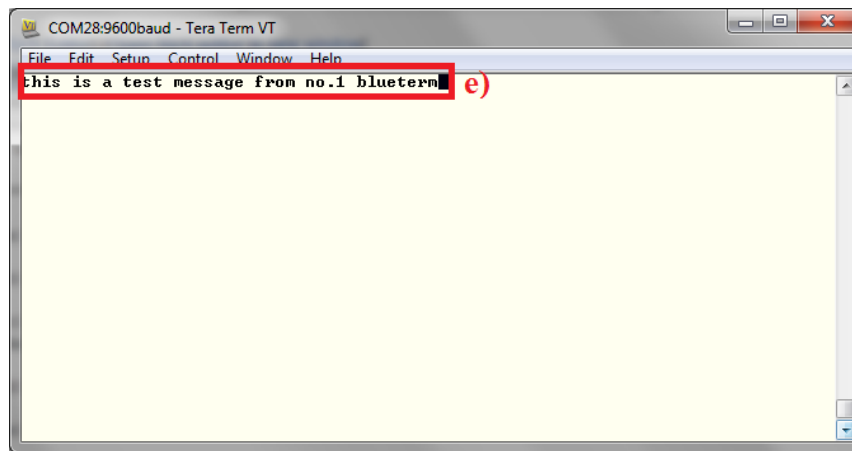 COM28:9600baud - Tera Term VT
File Edit Setup Control Window Help
this is a test message from no.1 blueterm
e)